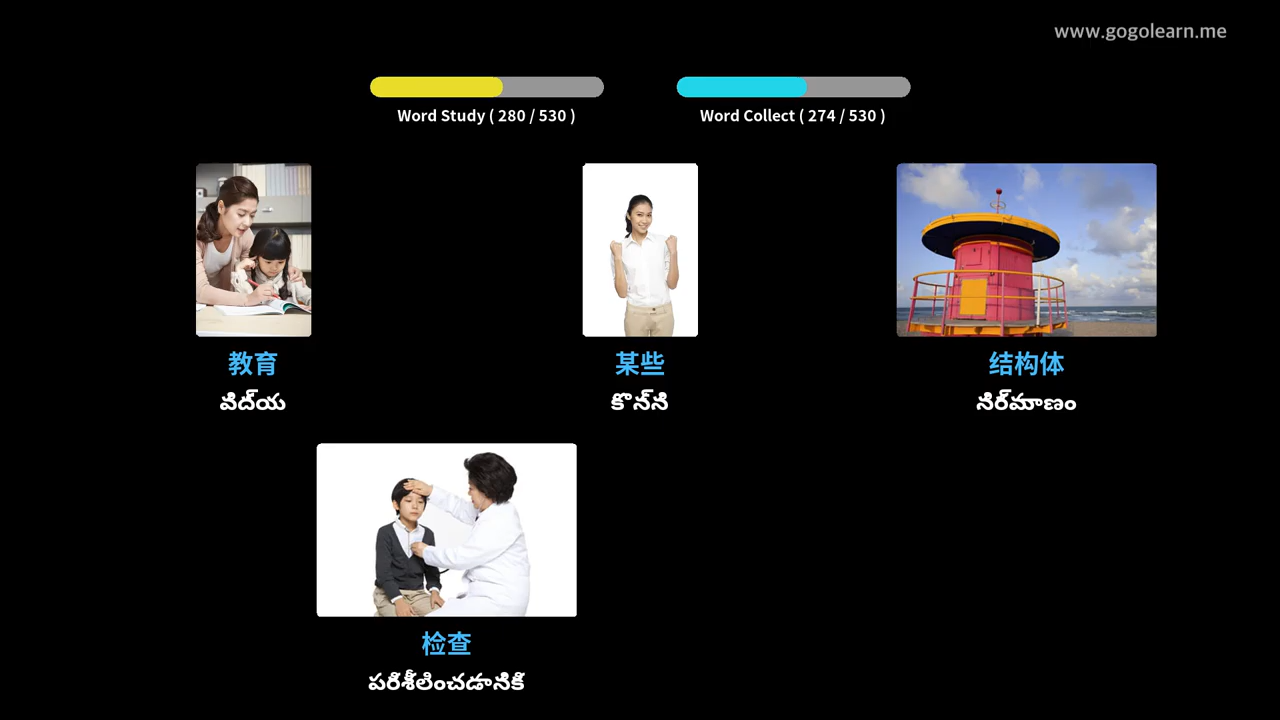 www.gogolearn.me
Word Study ( 280 / 530 )
Word Collect ( 274 / 530 )
教育
విద్‌య
某些
కొన్‌ని
结构体
నిర్‌మాణం
检查
పరిశీలించడానికి